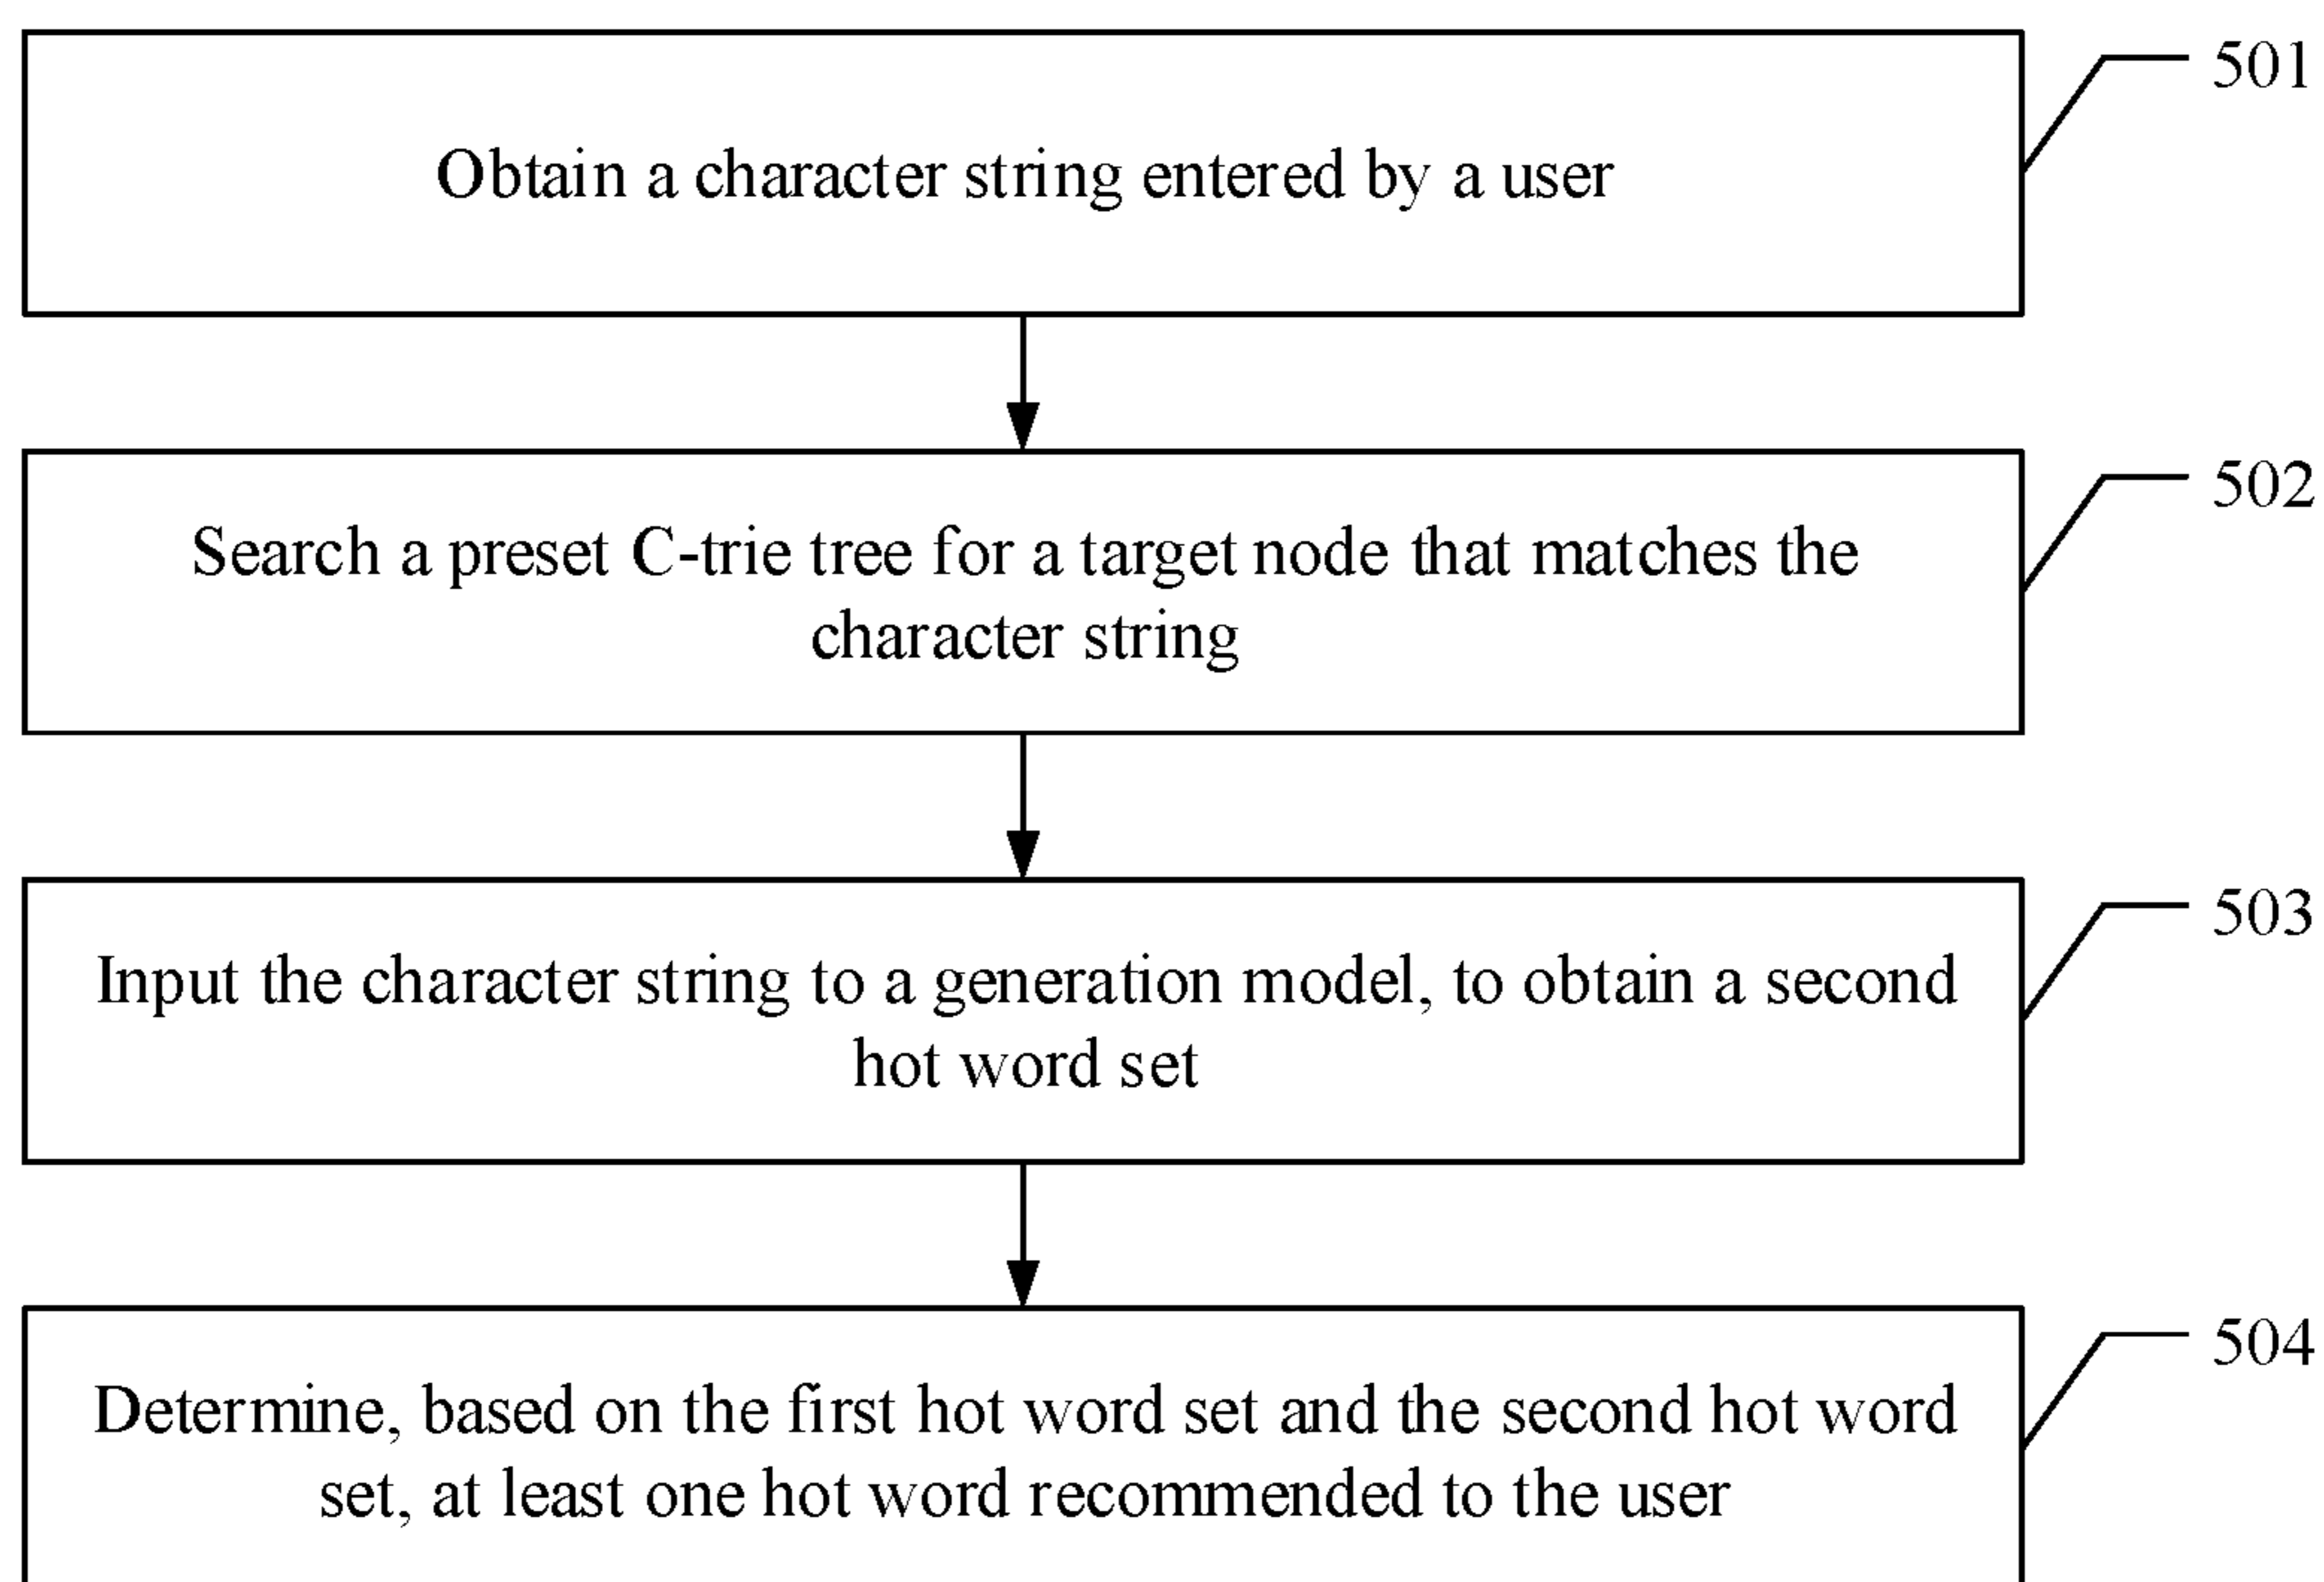 501
Obtain a character string entered by a user
502
Search a preset C-trie tree for a target node that matches the
character string
503
Input the character string to a generation model, to obtain a second
hot word set
504
Determine, based on the first hot word set and the second hot word
set, at least one hot word recommended to the user